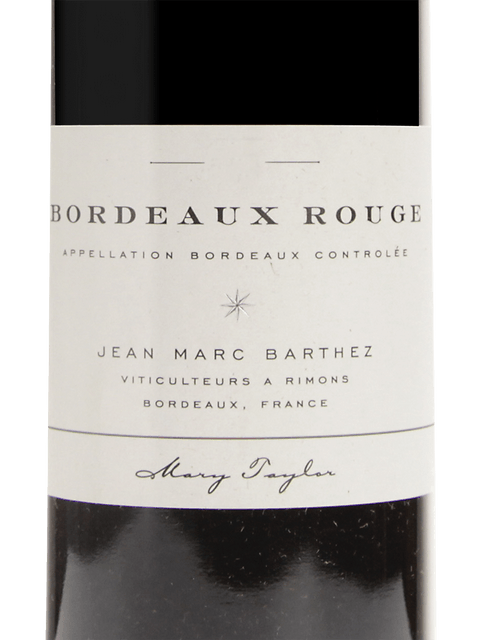 BORDEAUX ROUGE
APPELLATION BORDEAUX CONTROLÉE
JEAN MARC BARTHEZ
VITICULTEURS A RIMONS
BORDEAUX, FRANCE
Mary Taylor